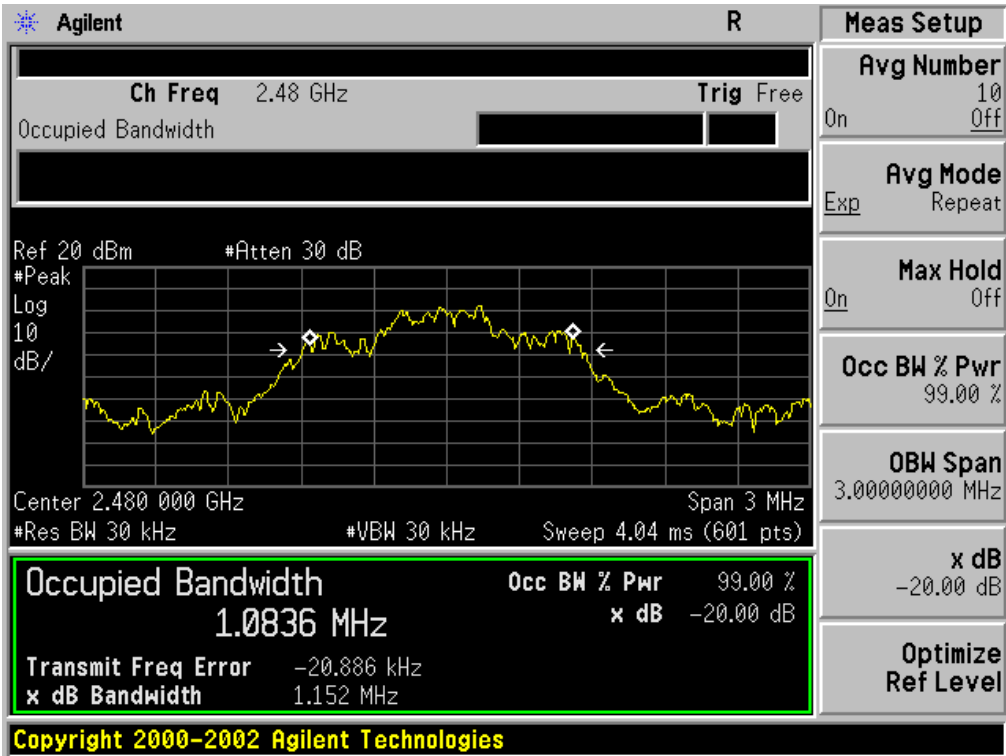 Agilent R
Ch Freq 2.48 GHz Trig Free
Occupied Bandwidth
Ref 20 dBm #Atten 30 dB
#Peak
Log
10
dB/
Center 2.480 000 GHz Span 3 MHz
#Res BW 30 kHz #VBW 30 kHz Sweep 4.04 ms (601 pts)
Occupied Bandwidth Occ BW % Pwr 99.00 %
1.0836 MHz x dB -20.00 dB
Transmit Freq Error -20.886 kHz
x dB Bandwidth 1.152 MHz
Copyright 2000-2002 Agilent Technologies
Meas Setup
Avg Number
10
On Off
Avg Mode
Exp Repeat
Max Hold
On Off
Occ BW % Pwr
99.00 %
OBW Span
3.00000000 MHz
x dB
-20.00 dB
Optimize
Ref Level